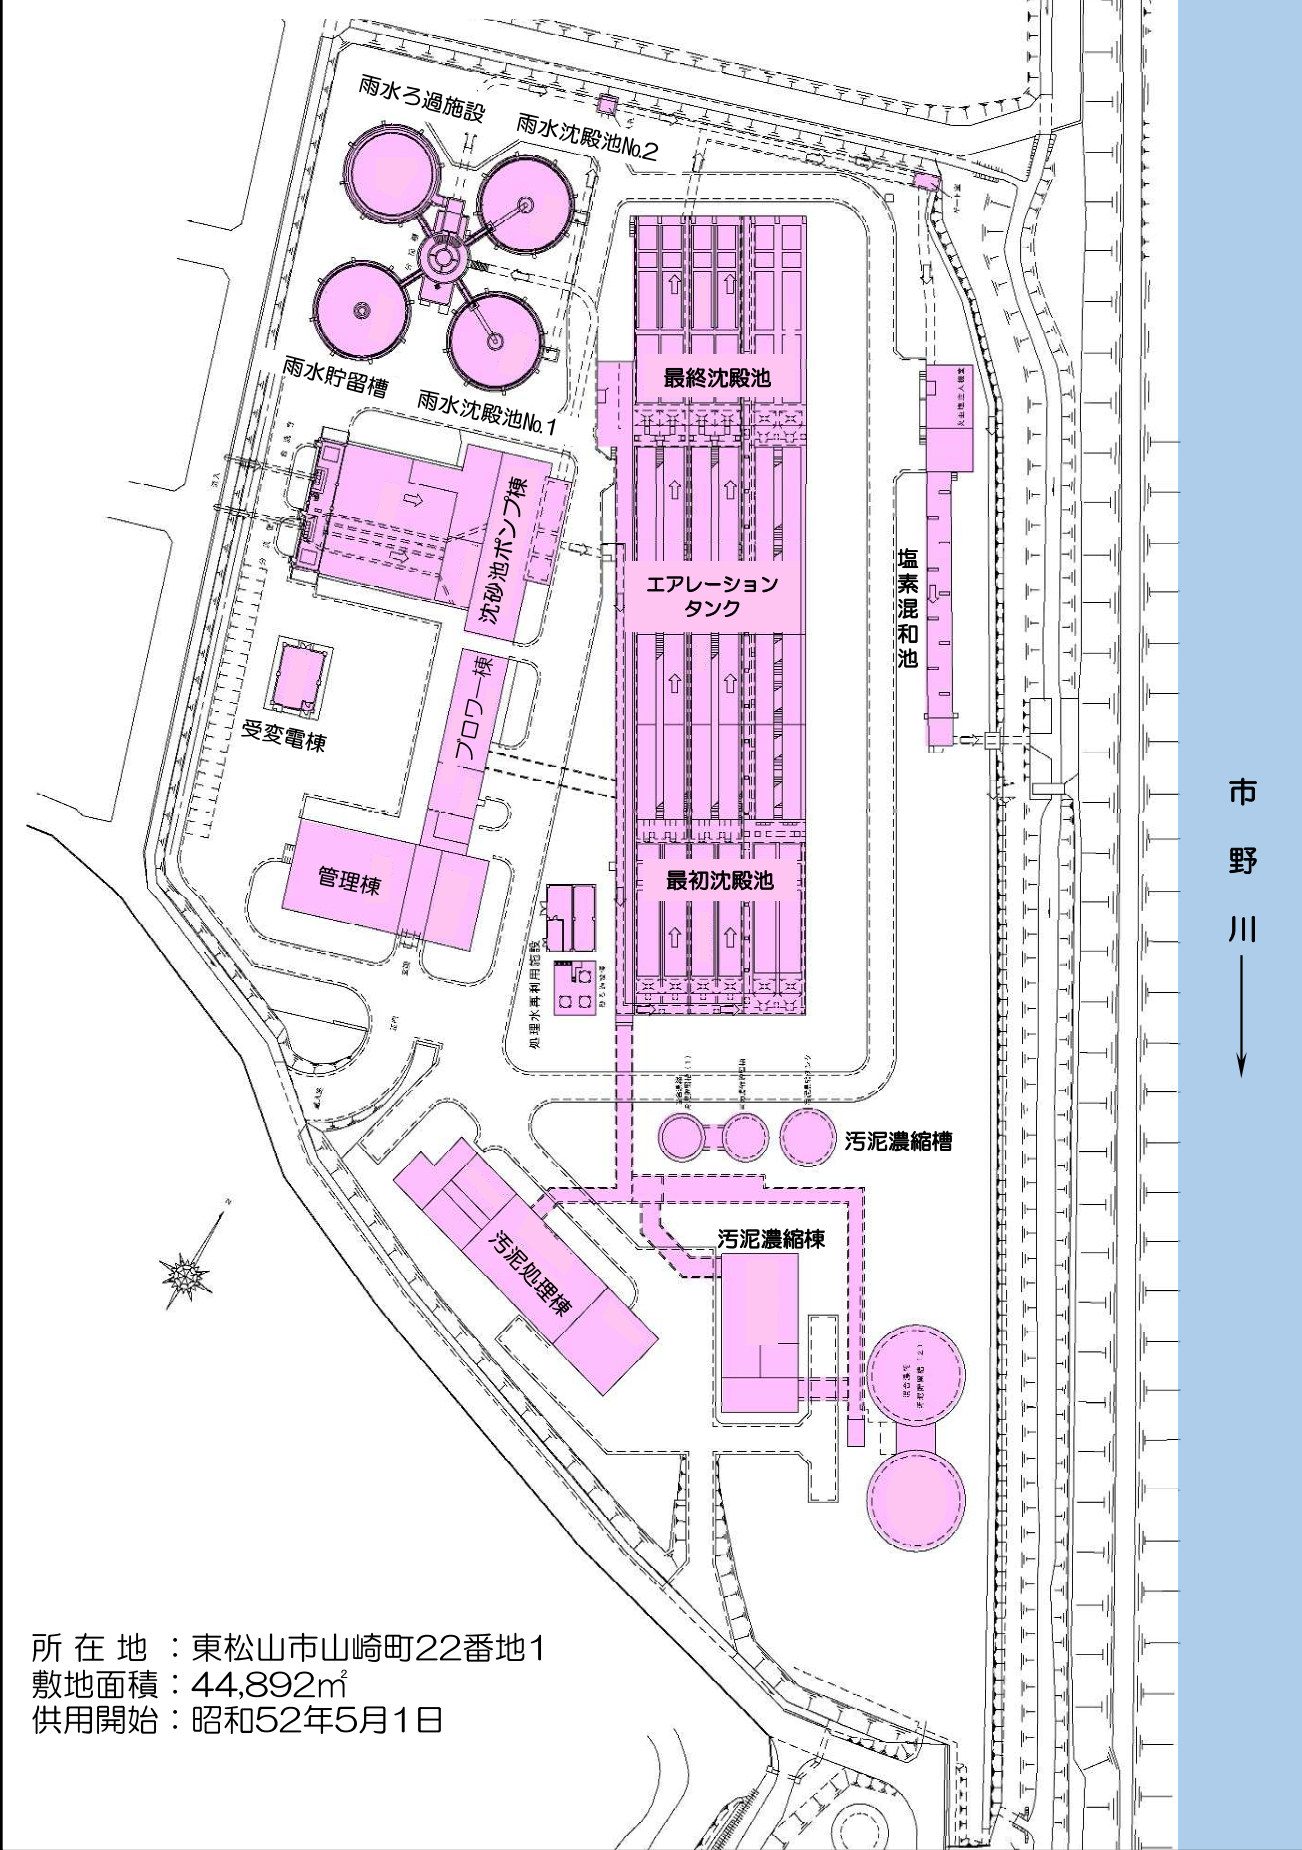 雨水ろ過施設
雨水沈殿池No.2
雨水貯留槽
雨水沈殿池No.1
最終沈殿池
沈砂池ポンプ棟
エアレーション
タンク
塩素混和池
受変電棟
ブロワー棟
管理棟
最初沈殿池
処理水再利用施設
市野川
汚泥濃縮槽
汚泥濃縮棟
汚泥処理棟
N
所在地：東松山市山崎町22番地1
敷地面積：44,892㎡
供用開始：昭和52年5月1日